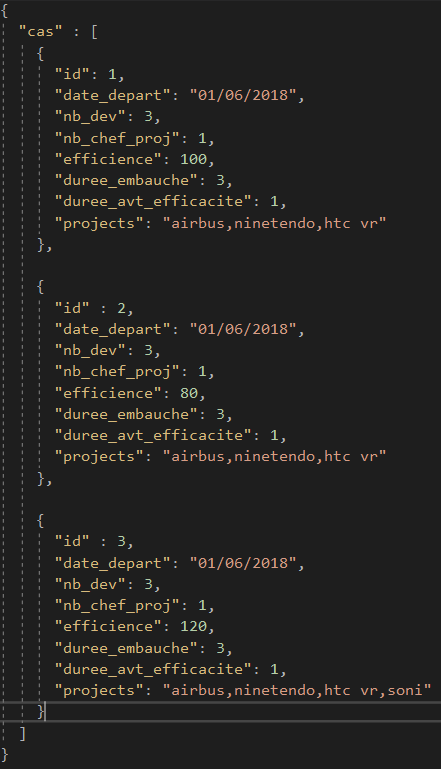 {
"cas" : [
{
"id": 1,
"date_depart": "01/06/2018",
"nb_dev": 3,
"nb_chef_proj": 1,
"efficience": 100,
"duree_embauche": 3,
"duree_avt_efficacite": 1,
"projects": "airbus,ninetendo,htc vr"
},
{
"id" : 2,
"date_depart": "01/06/2018",
"nb_dev": 3,
"nb_chef_proj": 1,
"efficience": 80,
"duree_embauche": 3,
"duree_avt_efficacite": 1,
"projects": "airbus,ninetendo,htc vr"
},
{
"id" : 3,
"date_depart": "01/06/2018",
"nb_dev": 3,
"nb_chef_proj": 1,
"efficience": 120,
"duree_embauche": 3,
"duree_avt_efficacite": 1,
"projects": "airbus,ninetendo,htc vr,soni"
}
]
}